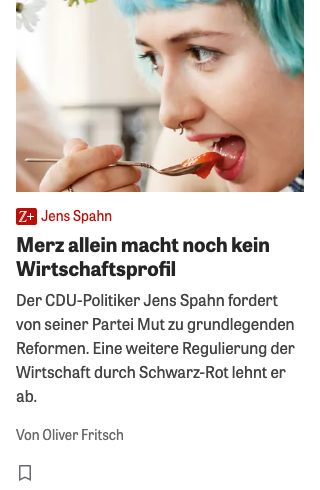 Z+ Jens Spahn
Merz allein macht noch kein
Wirtschaftsprofil
Der CDU-Politiker Jens Spahn fordert
von seiner Partei Mut zu grundlegenden
Reformen. Eine weitere Regulierung der
Wirtschaft durch Schwarz-Rot lehnt er
ab.
Von Oliver Fritsch